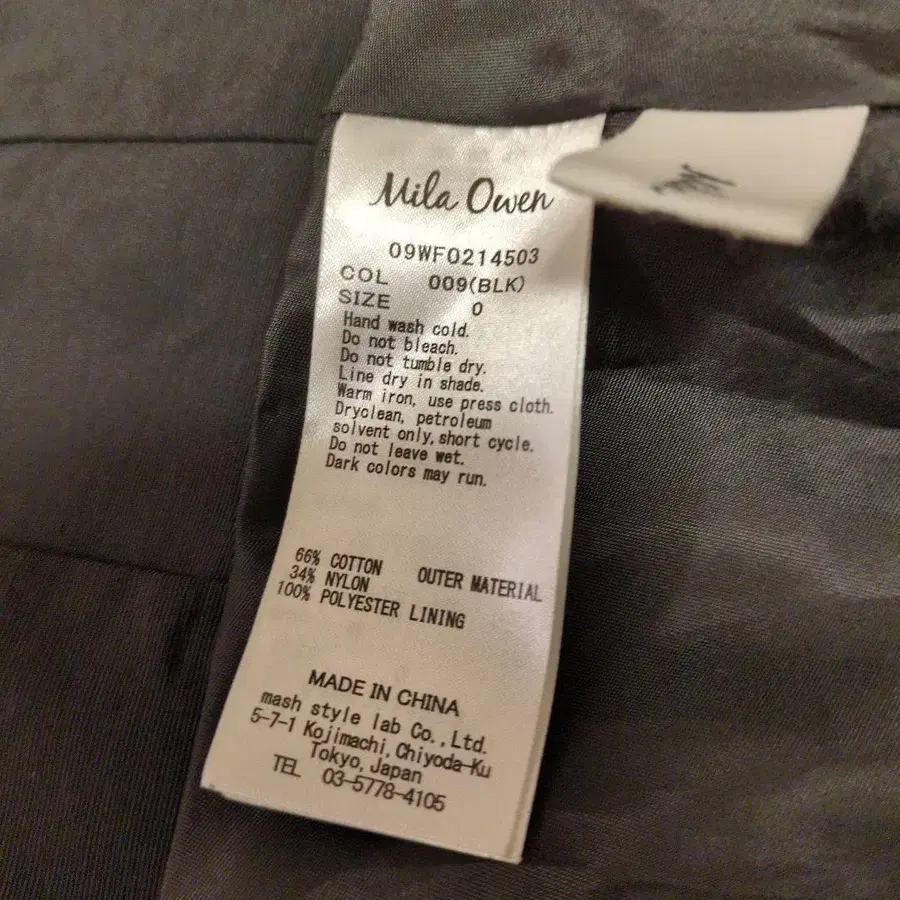 Mila Owen
09WFO214503
COL 009(BLK)
SIZE 0
Hand wash cold.
Do not bleach.
Do not tumble dry.
Line dry in shade.
Warm iron, use press cloth.
Dryclean, petroleum
solvent only, short cycle.
Do not leave wet.
Dark colors may run.
66% COTTON OUTER MATERIAL
34% NYLON
100% POLYESTER LINING
MADE IN CHINA
mash style lab Co., Ltd.
5-7-1 Kojimachi, Chiyoda-Ku
Tokyo, Japan
TEL 03-5778-4105